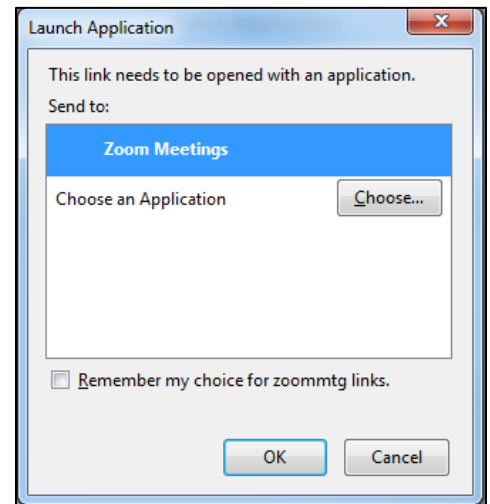 Launch Application
This link needs to be opened with an application.
Send to:
Zoom Meetings
Choose an Application
Choose...
Remember my choice for zoommtg links.
OK
Cancel